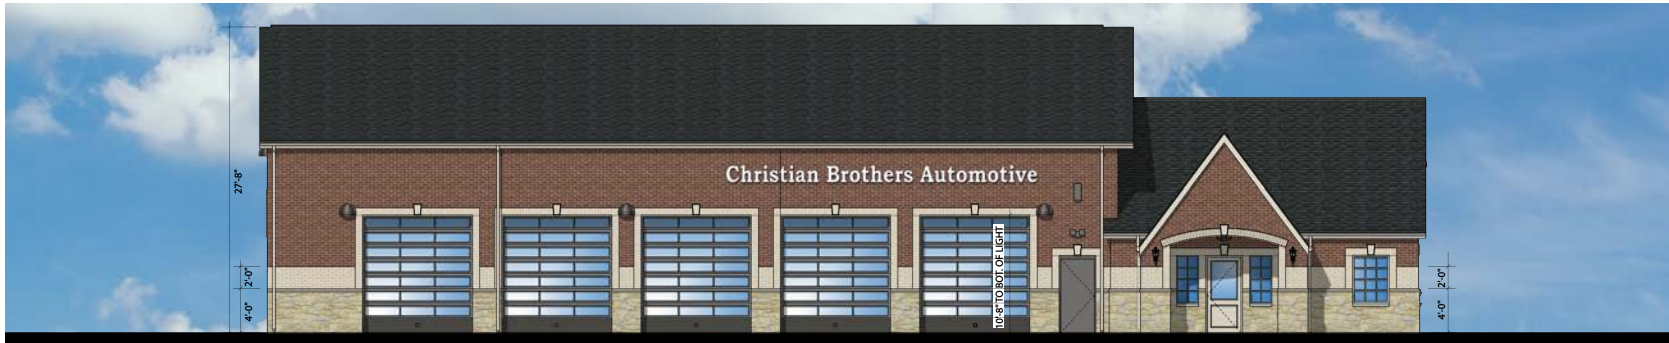 Christian Brothers Automotive
27'-8"
2'-0"
4'-0"
10'-8" TO BOT. OF LIGHT
2'-0"
4'-0"